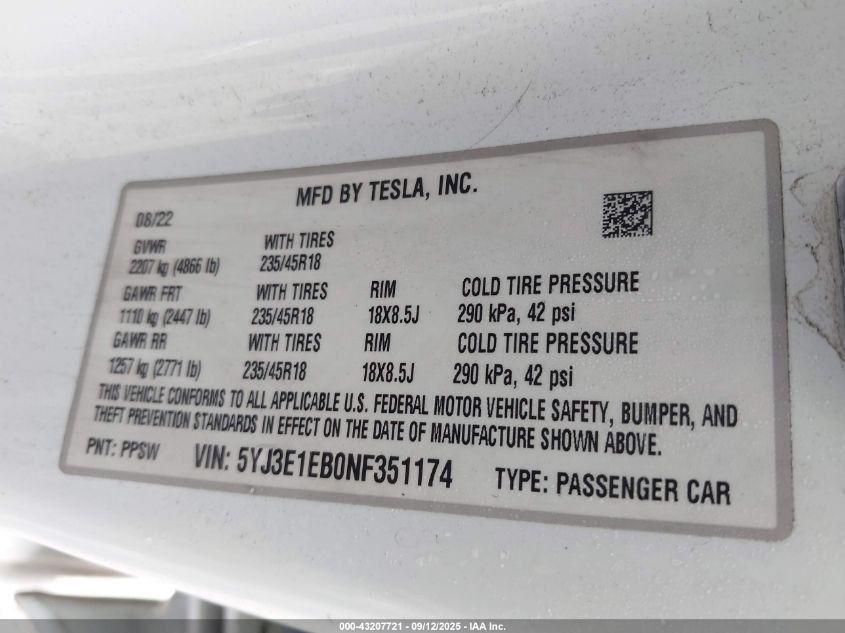 MFD BY TESLA, INC.
08/22
GVWR WITH TIRES
2207 kg (4866 lb) 235/45R18
GAWR FRT WITH TIRES RIM COLD TIRE PRESSURE
1110 kg (2447 lb) 235/45R18 18X8.5J 290 kPa, 42 psi
GAWR RR WITH TIRES RIM COLD TIRE PRESSURE
1257 kg (2771 lb) 235/45R18 18X8.5J 290 kPa, 42 psi
THIS VEHICLE CONFORMS TO ALL APPLICABLE U.S. FEDERAL MOTOR VEHICLE SAFETY, BUMPER, AND
THEFT PREVENTION STANDARDS IN EFFECT ON THE DATE OF MANUFACTURE SHOWN ABOVE.
PNT: PPSW VIN: 5YJ3E1EB0NF351174 TYPE: PASSENGER CAR
000-43207721 - 09/12/2025 - IAA Inc.